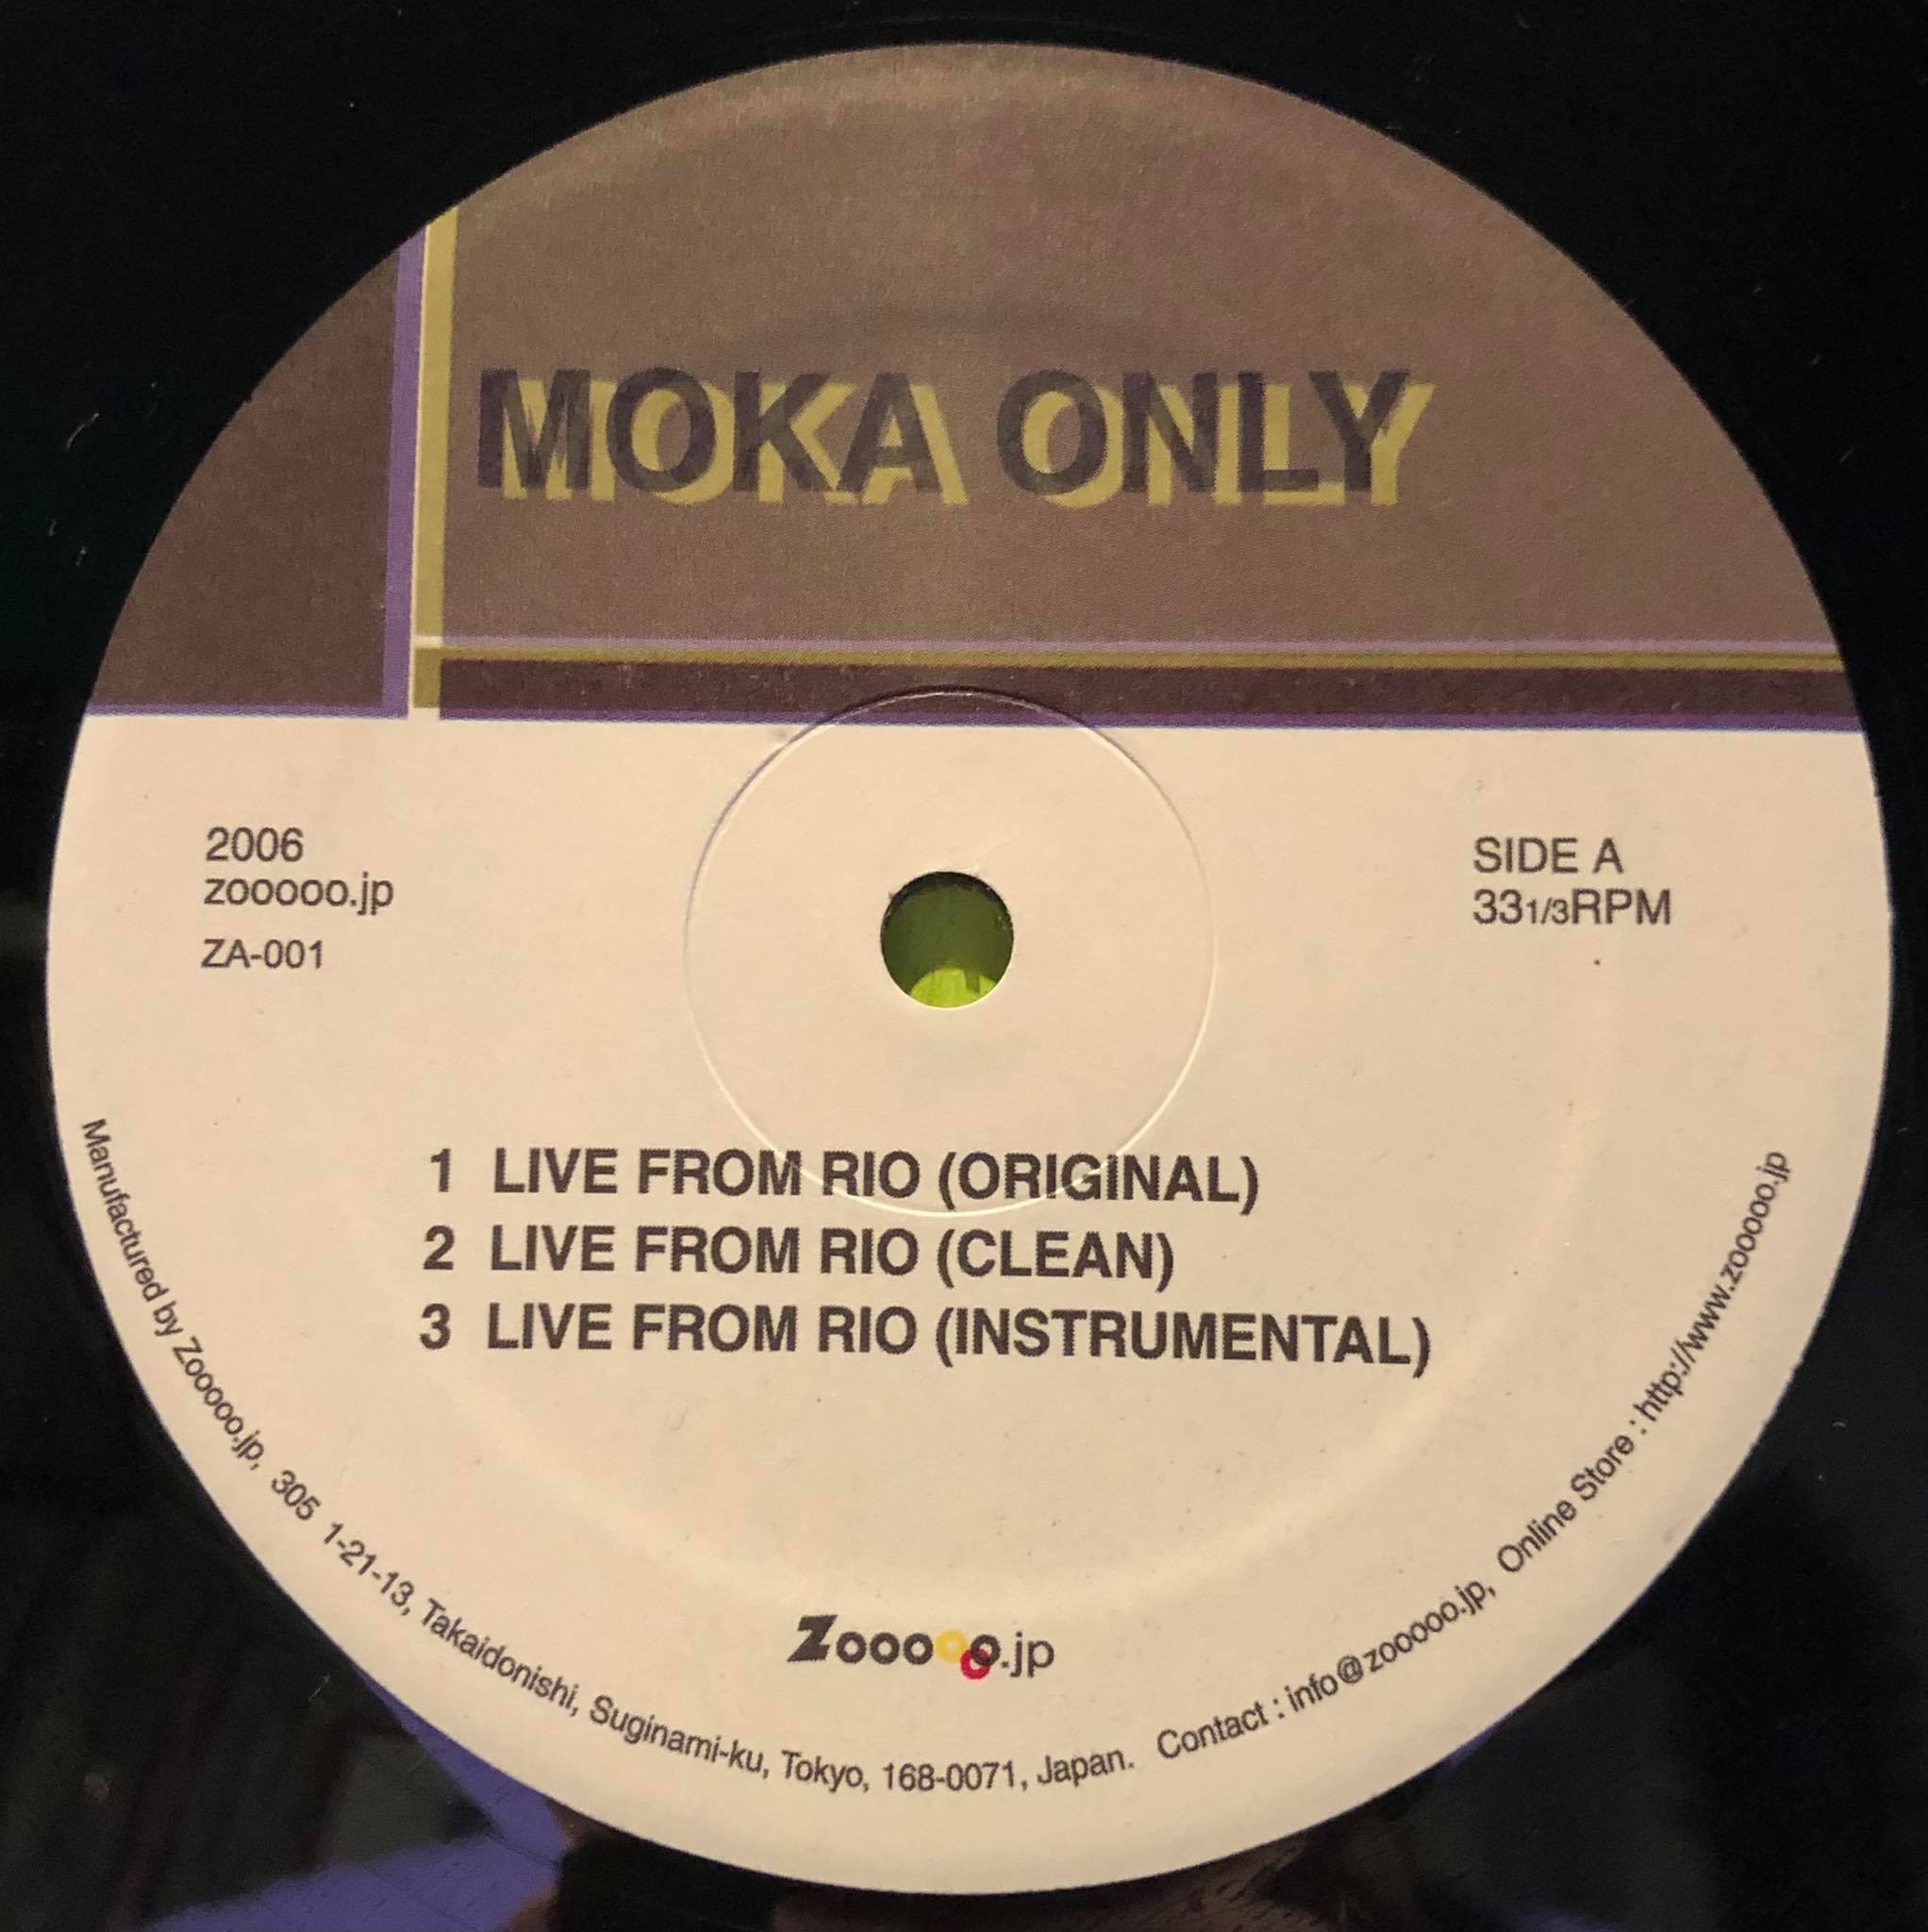 MOKA ONLY
2006
zooooo.jp
ZA-001
SIDE A
33 1/3RPM
1 LIVE FROM RIO (ORIGINAL)
2 LIVE FROM RIO (CLEAN)
3 LIVE FROM RIO (INSTRUMENTAL)
Zooooo.jp
Manufactured by Zooooo.jp, 305 1-21-13, Takaidonishi, Suginami-ku, Tokyo, 168-0071, Japan. Contact : info@zooooo.jp, Online Store : http://www.zooooo.jp